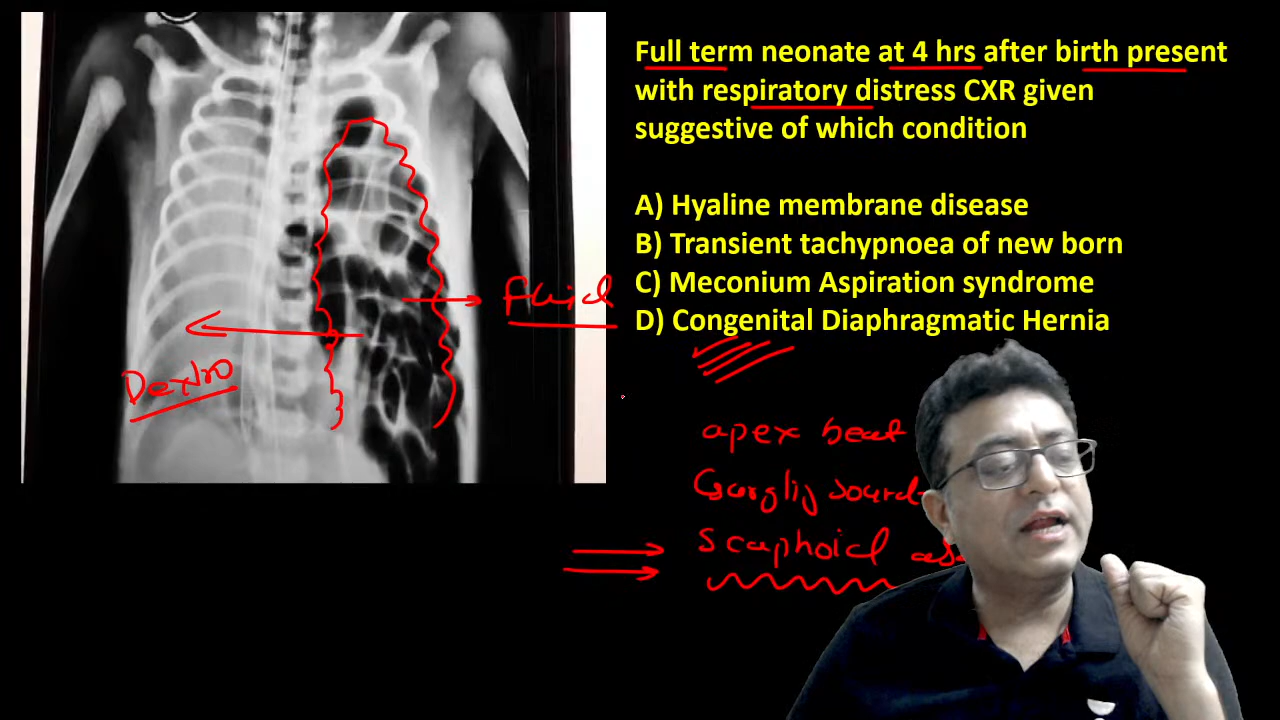 Full term neonate at 4 hrs after birth present
with respiratory distress CXR given
suggestive of which condition
A) Hyaline membrane disease
B) Transient tachypnoea of new born
C) Meconium Aspiration syndrome
D) Congenital Diaphragmatic Hernia
fluid
Dextro
apex beat
sound
Scaphoid